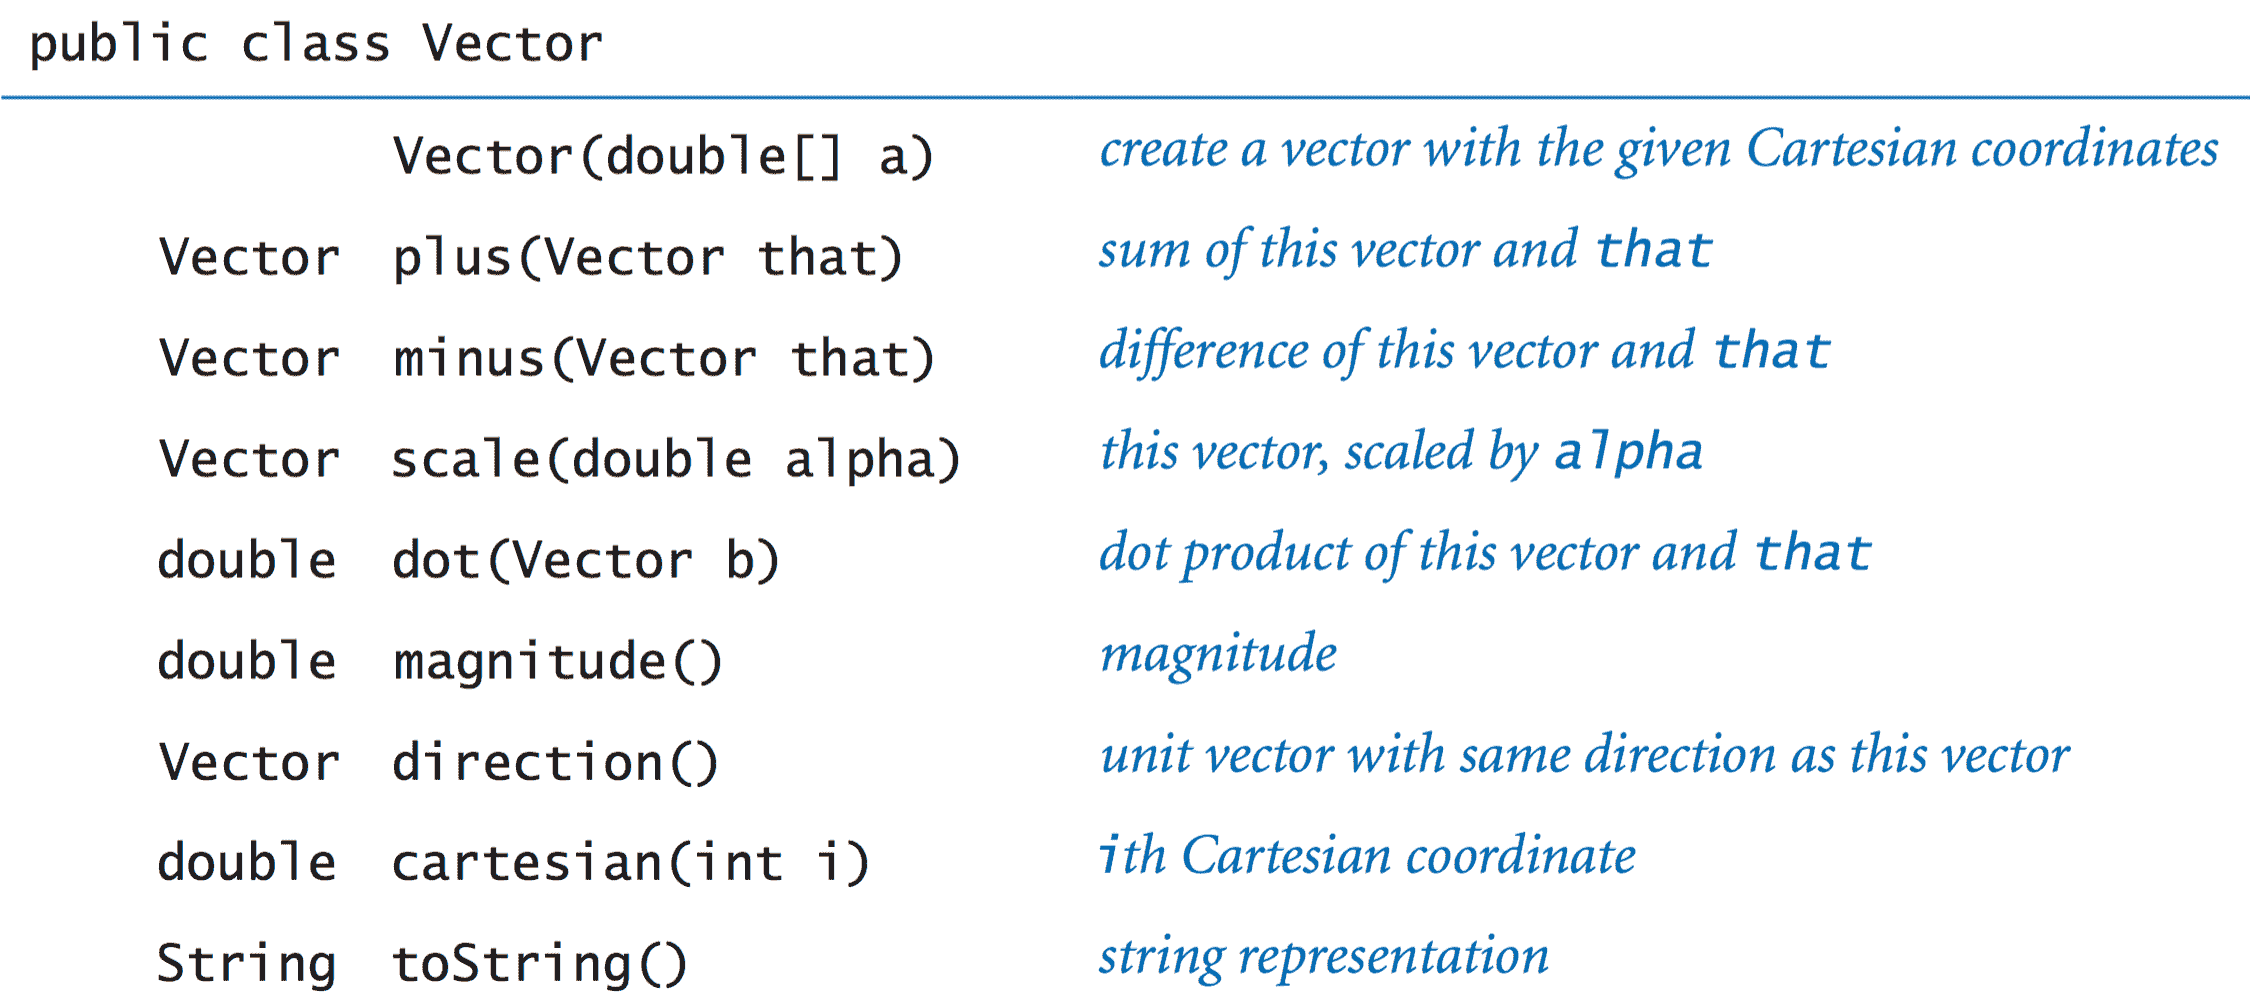 public class Vector
Vector(double[] a) create a vector with the given Cartesian coordinates
Vector plus(Vector that) sum of this vector and that
Vector minus(Vector that) difference of this vector and that
Vector scale(double alpha) this vector, scaled by alpha
double dot(Vector b) dot product of this vector and that
double magnitude() magnitude
Vector direction() unit vector with same direction as this vector
double cartesian(int i) ith Cartesian coordinate
String toString() string representation